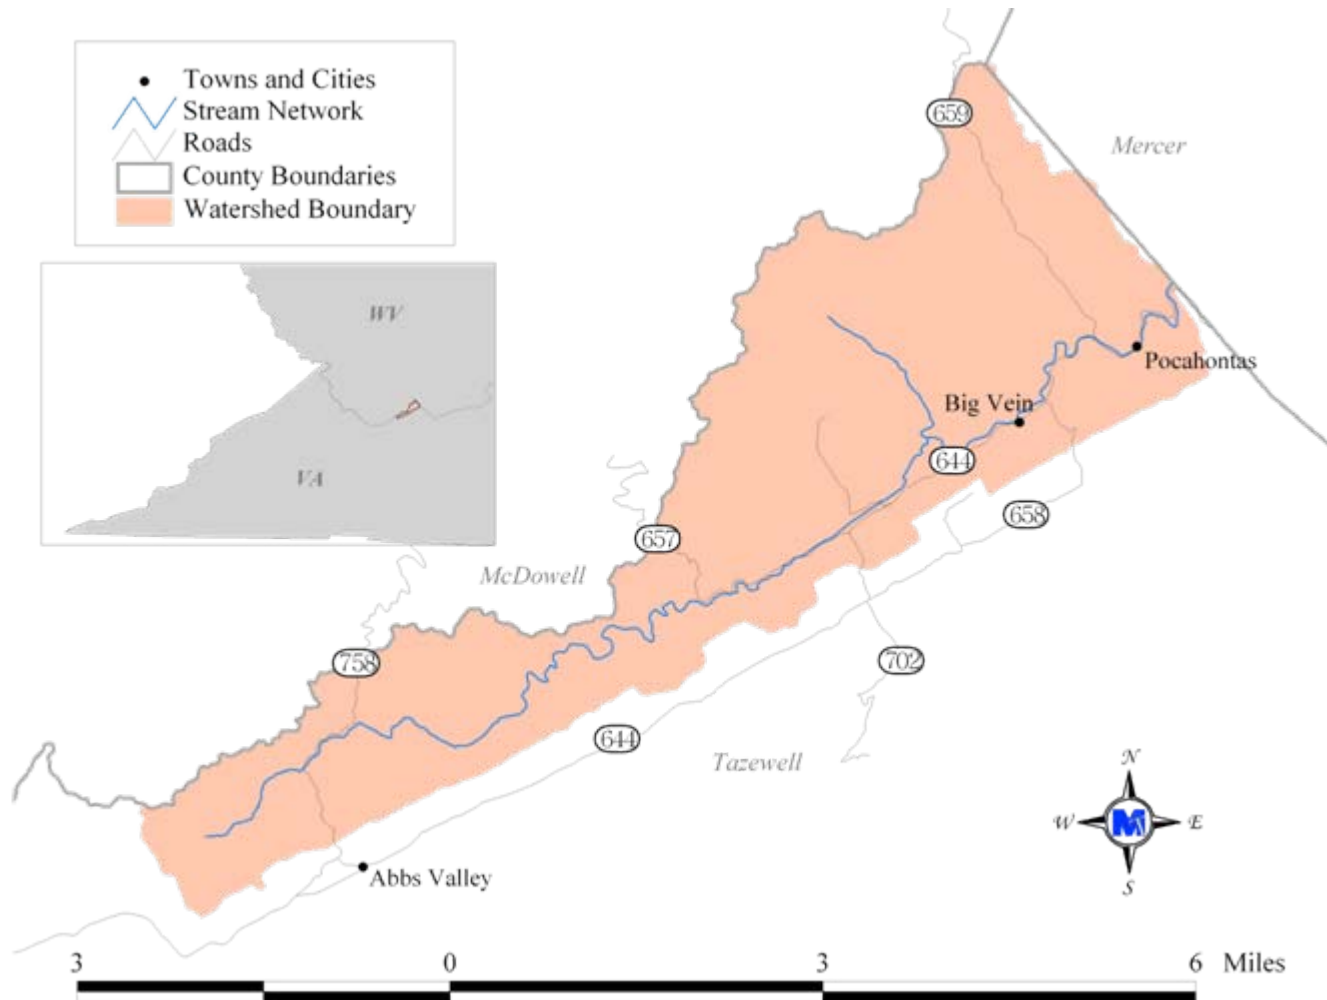 Towns and Cities
Stream Network
Roads
County Boundaries
Watershed Boundary
659
Mercer
WV
Pocahontas
Big Vein
644
VA
658
657
McDowell
758
702
644
Tazewell
N
W
M
E
S
Abbs Valley
3 0 3 6 Miles